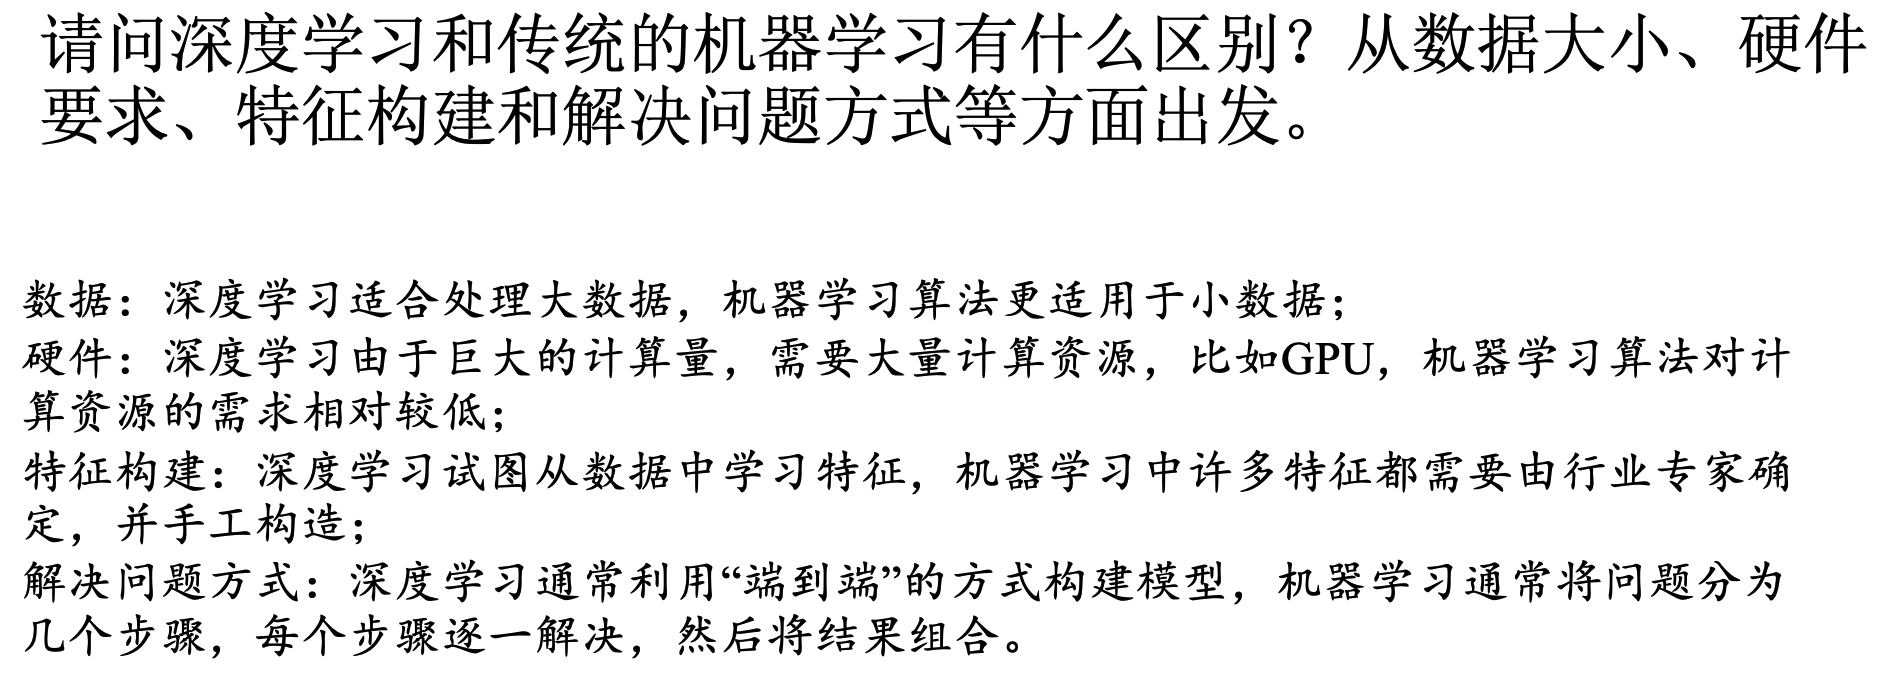 请问深度学习和传统的机器学习有什么区别？从数据大小、硬件
要求、特征构建和解决问题方式等方面出发。
数据：深度学习适合处理大数据，机器学习算法更适用于小数据；
硬件：深度学习由于巨大的计算量，需要大量计算资源，比如GPU，机器学习算法对计
算资源的需求相对较低；
特征构建：深度学习试图从数据中学习特征，机器学习中许多特征都需要由行业专家确
定，并手工构造；
解决问题方式：深度学习通常利用“端到端”的方式构建模型，机器学习通常将问题分为
几个步骤，每个步骤逐一解决，然后将结果组合。